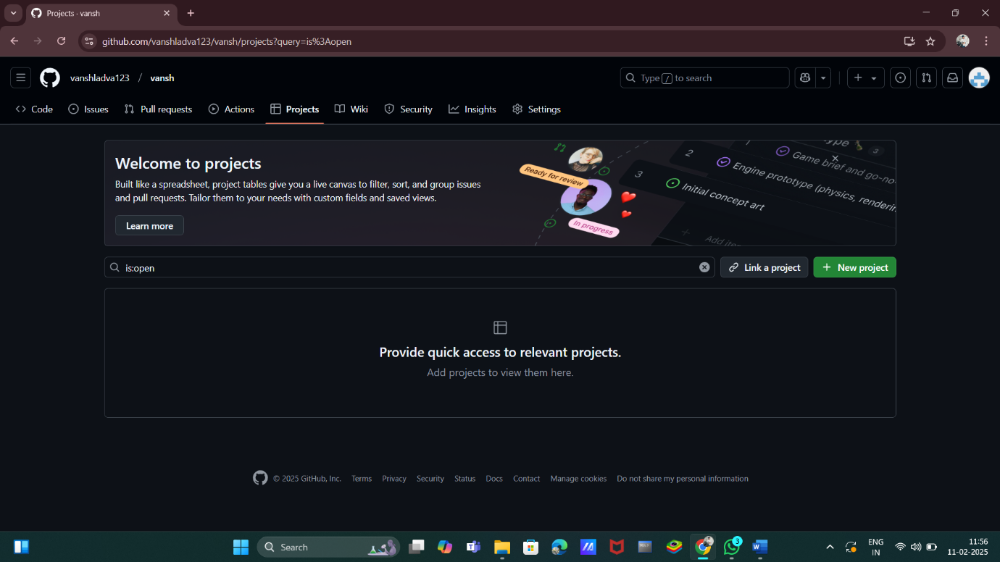 Projects · vansh
github.com/vanshladva123/vansh/projects?query=is%3Aopen
vanshladva123 / vansh
Type / to search
Code Issues Pull requests Actions Projects Wiki Security Insights Settings
Welcome to projects
Built like a spreadsheet, project tables give you a live canvas to filter, sort, and group issues
and pull requests. Tailor them to your needs with custom fields and saved views.
Learn more
Ready for review
In progress
1
3
2 Engine prototype (physics, renderin
Game brief and go-no
3 Initial concept art
Add ite
is:open
Link a project
New project
Provide quick access to relevant projects.
Add projects to view them here.
© 2025 GitHub, Inc. Terms Privacy Security Status Docs Contact Manage cookies Do not share my personal information
Search
3
ENG
IN
11:56
11-02-2025